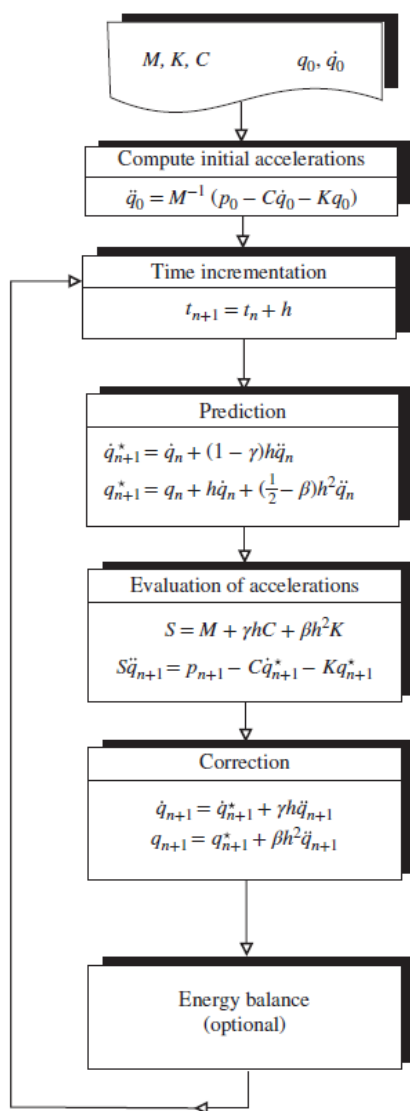 M, K, C q₀, q̇₀
Compute initial accelerations
q̈₀ = M⁻¹ (p₀ − Cq̇₀ − Kq₀)
Time incrementation
tₙ₊₁ = tₙ + h
Prediction
q̇⋆ₙ₊₁ = q̇ₙ + (1 − γ)hq̈ₙ
q⋆ₙ₊₁ = qₙ + hq̇ₙ + (½ − β)h²q̈ₙ
Evaluation of accelerations
S = M + γhC + βh²K
Sq̈ₙ₊₁ = pₙ₊₁ − Cq̇⋆ₙ₊₁ − Kq⋆ₙ₊₁
Correction
q̇ₙ₊₁ = q̇⋆ₙ₊₁ + γhq̈ₙ₊₁
qₙ₊₁ = q⋆ₙ₊₁ + βh²q̈ₙ₊₁
Energy balance
(optional)